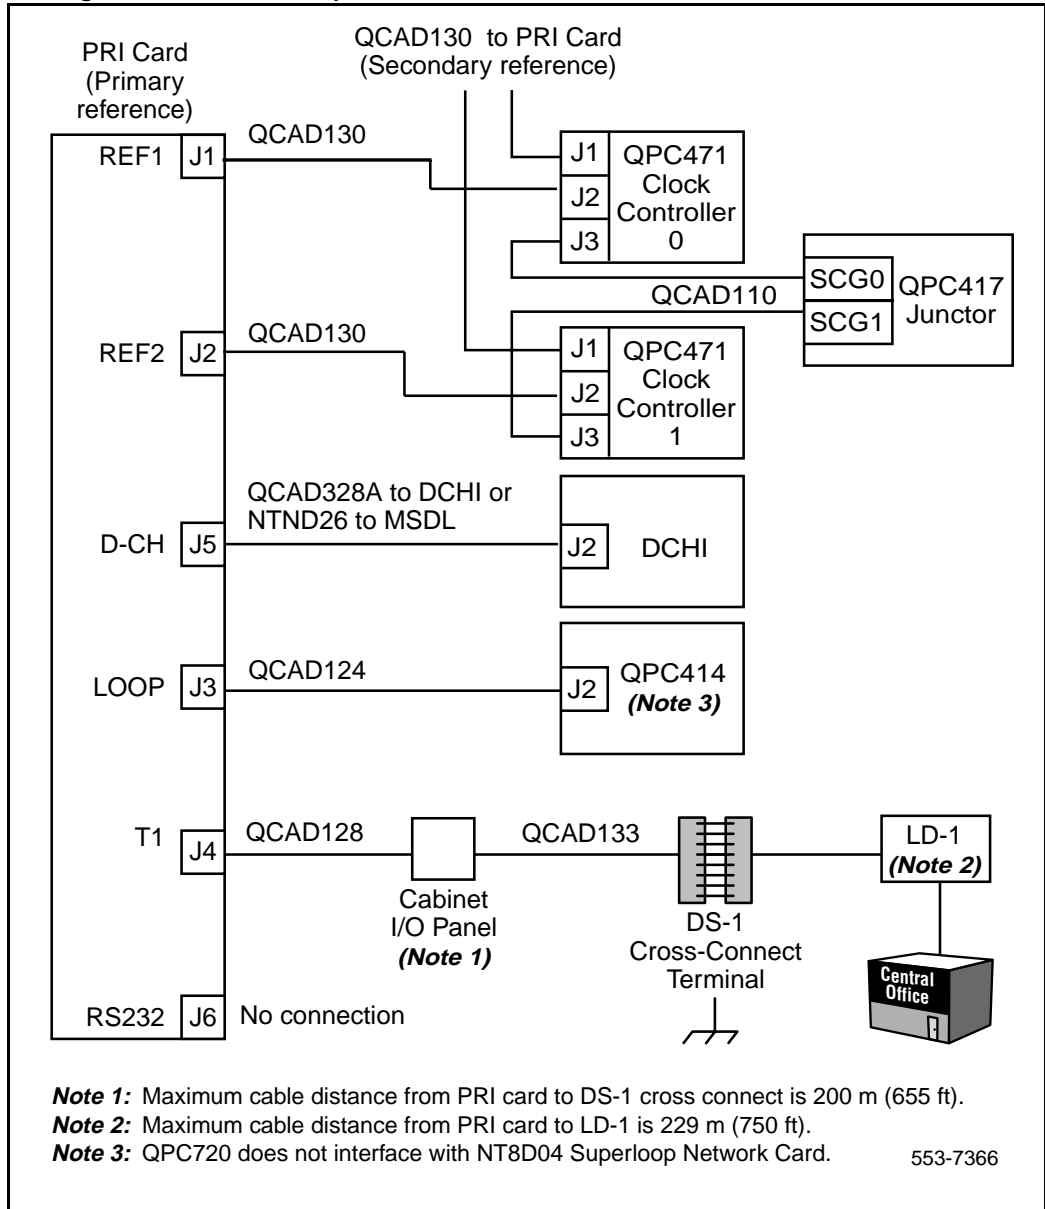 PRI Card
(Primary
reference)
QCAD130 to PRI Card
(Secondary reference)
REF1 J1
QCAD130
J1
J2
J3
QPC471
Clock
Controller
0
SCG0
SCG1
QPC417
Junctor
QCAD110
REF2 J2
QCAD130
J1
J2
J3
QPC471
Clock
Controller
1
QCAD328A to DCHI or
NTND26 to MSDL
D-CH J5
J2 DCHI
LOOP J3
QCAD124
J2
QPC414
(Note 3)
T1 J4
QCAD128
Cabinet
I/O Panel
(Note 1)
QCAD133
DS-1
Cross-Connect
Terminal
LD-1
(Note 2)
Central
Office
RS232 J6 No connection
Note 1: Maximum cable distance from PRI card to DS-1 cross connect is 200 m (655 ft).
Note 2: Maximum cable distance from PRI card to LD-1 is 229 m (750 ft).
Note 3: QPC720 does not interface with NT8D04 Superloop Network Card.
553-7366